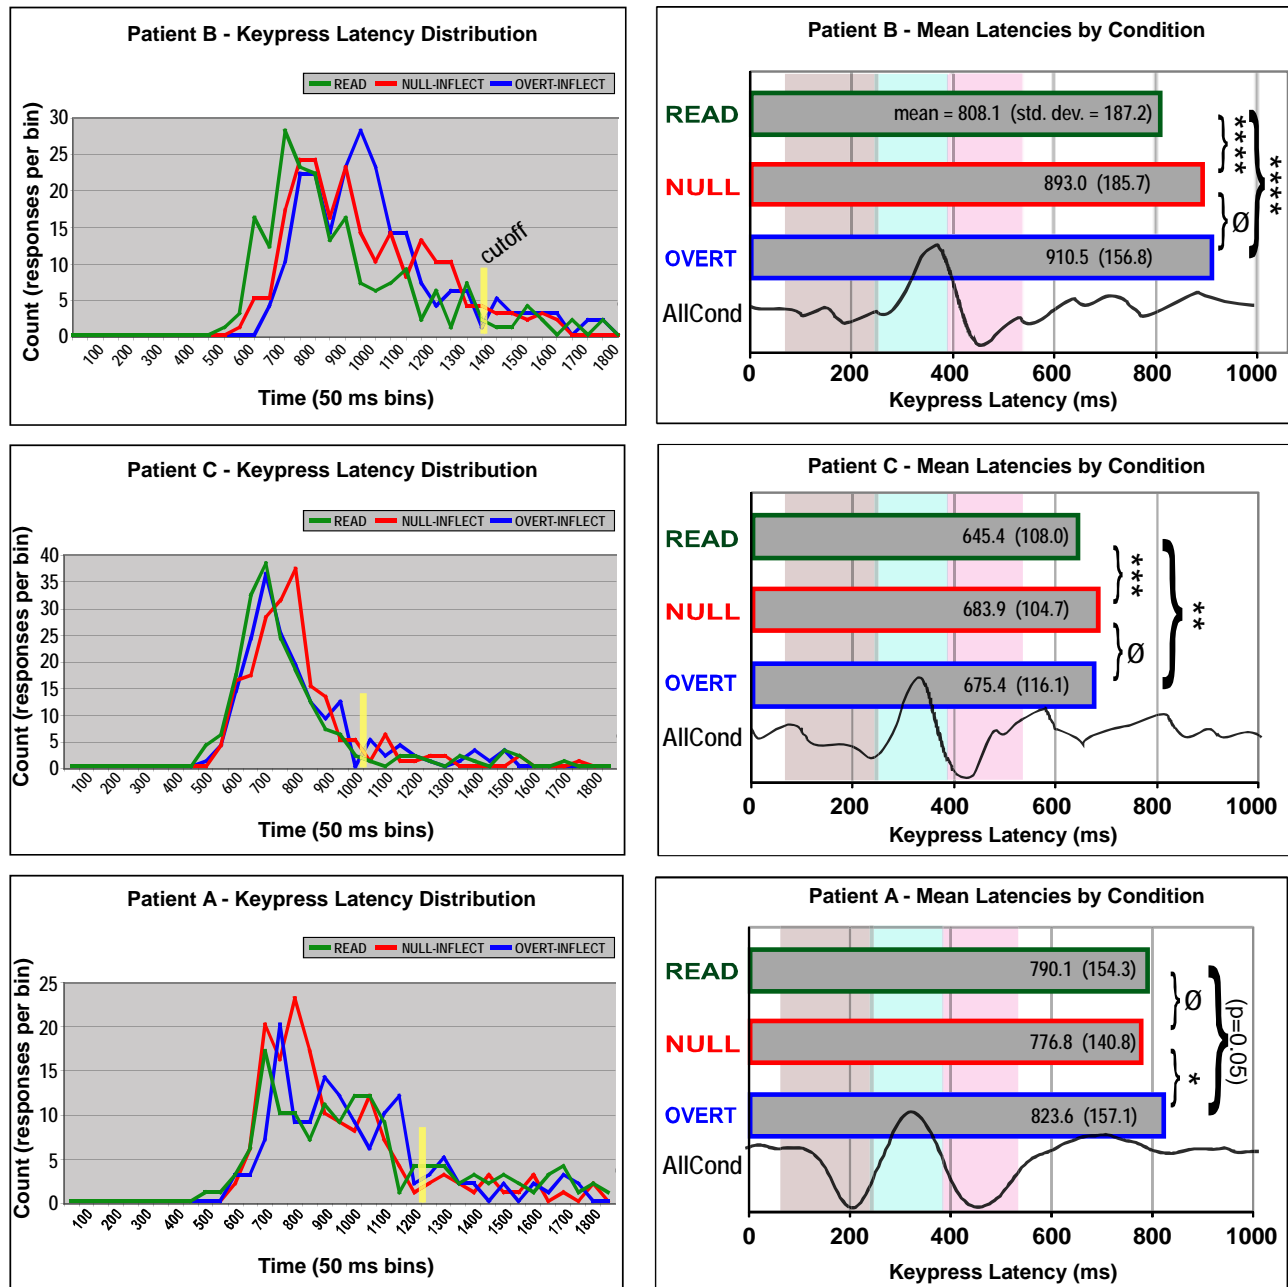 Patient B - Keypress Latency Distribution
READ NULL-INFLECT OVERT-INFLECT
Count (responses per bin)
30
25
20
15
10
5
0
cutoff
100 200 300 400 500 600 700 800 900 1000 1100 1200 1300 1400 1500 1600 1700 1800
Time (50 ms bins)
Patient B - Mean Latencies by Condition
READ mean = 808.1 (std. dev. = 187.2)
NULL 893.0 (185.7)
OVERT 910.5 (156.8)
AllCond
****
Ø
****
0 200 400 600 800 1000
Keypress Latency (ms)
Patient C - Keypress Latency Distribution
READ NULL-INFLECT OVERT-INFLECT
Count (responses per bin)
40
35
30
25
20
15
10
5
0
100 200 300 400 500 600 700 800 900 1000 1100 1200 1300 1400 1500 1600 1700 1800
Time (50 ms bins)
Patient C - Mean Latencies by Condition
READ 645.4 (108.0)
NULL 683.9 (104.7)
OVERT 675.4 (116.1)
AllCond
***
Ø
**
0 200 400 600 800 1000
Keypress Latency (ms)
Patient A - Keypress Latency Distribution
READ NULL-INFLECT OVERT-INFLECT
Count (responses per bin)
25
20
15
10
5
0
100 200 300 400 500 600 700 800 900 1000 1100 1200 1300 1400 1500 1600 1700 1800
Time (50 ms bins)
Patient A - Mean Latencies by Condition
READ 790.1 (154.3)
NULL 776.8 (140.8)
OVERT 823.6 (157.1)
AllCond
Ø
*
(p=0.05)
0 200 400 600 800 1000
Keypress Latency (ms)